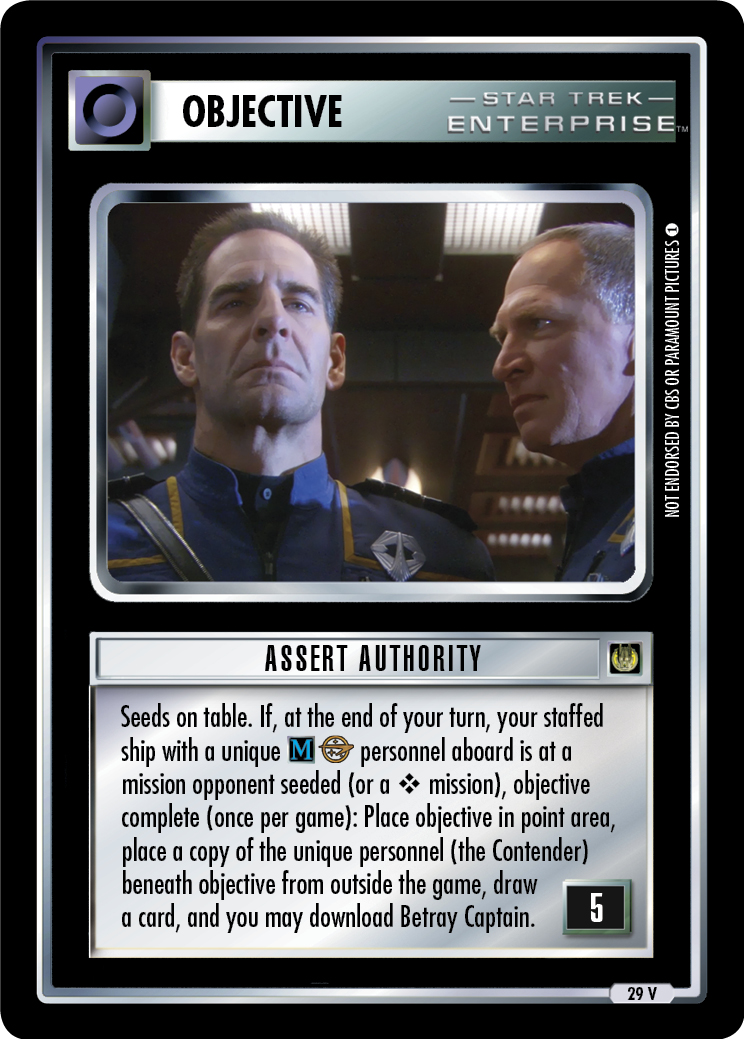 OBJECTIVE
STAR TREK
ENTERPRISE™
NOT ENDORSED BY CBS OR PARAMOUNT PICTURES 1
ASSERT AUTHORITY
Seeds on table. If, at the end of your turn, your staffed
ship with a unique M personnel aboard is at a
mission opponent seeded (or a ❖ mission), objective
complete (once per game): Place objective in point area,
place a copy of the unique personnel (the Contender)
beneath objective from outside the game, draw
a card, and you may download Betray Captain.
5
29 V